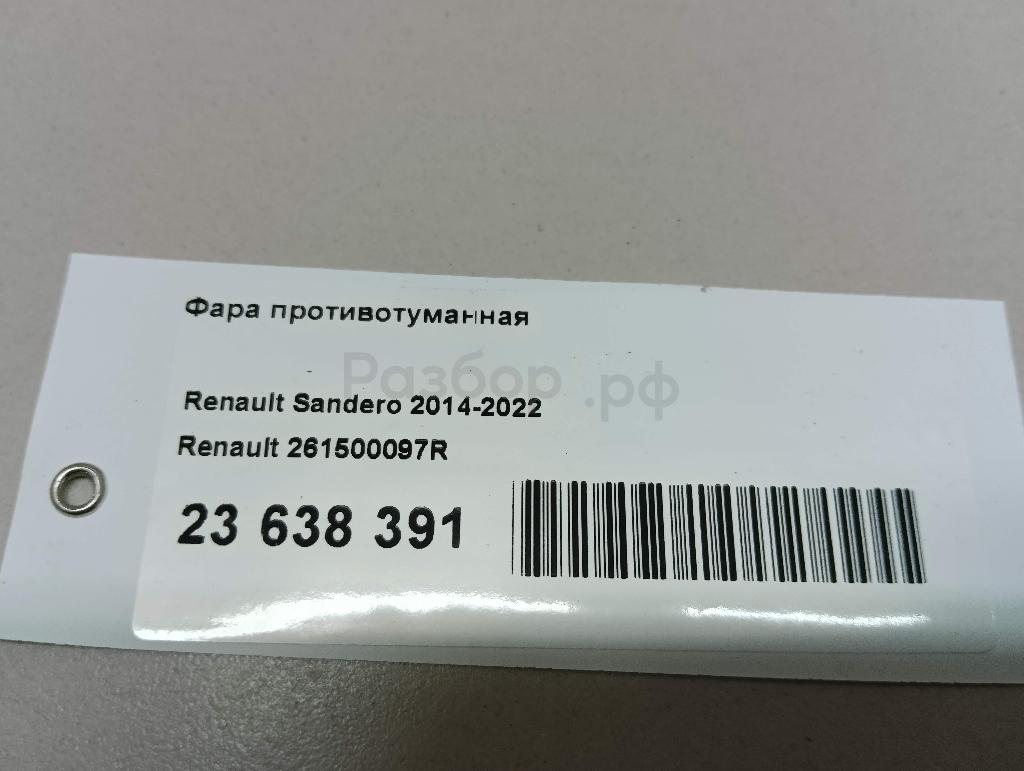 Фара противотуманная
Разбор.рф
Renault Sandero 2014-2022
Renault 261500097R
23 638 391